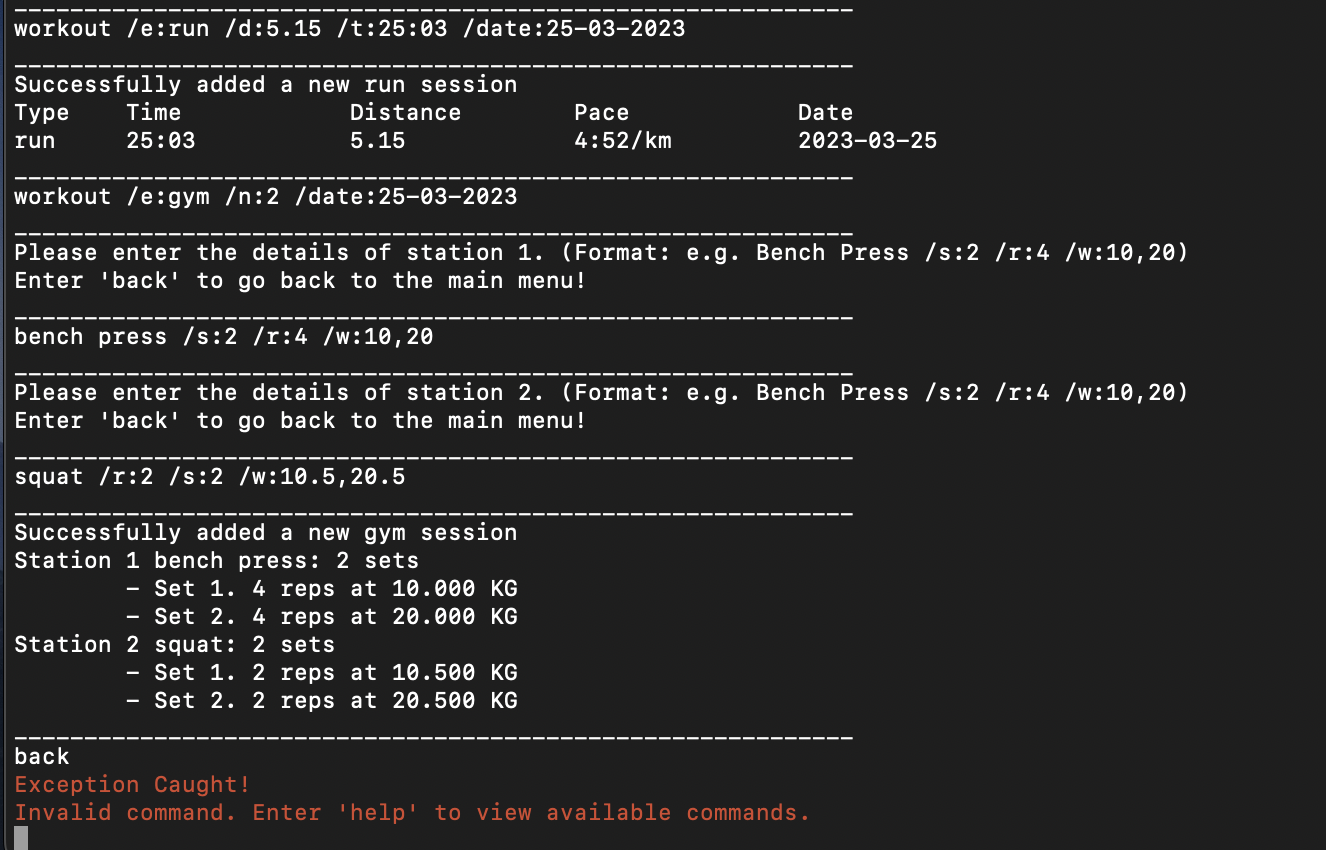 ____________________________________________________________
workout /e:run /d:5.15 /t:25:03 /date:25-03-2023
____________________________________________________________
Successfully added a new run session
Type    Time            Distance        Pace            Date
run     25:03           5.15            4:52/km         2023-03-25
____________________________________________________________
workout /e:gym /n:2 /date:25-03-2023
____________________________________________________________
Please enter the details of station 1. (Format: e.g. Bench Press /s:2 /r:4 /w:10,20)
Enter 'back' to go back to the main menu!
____________________________________________________________
bench press /s:2 /r:4 /w:10,20
____________________________________________________________
Please enter the details of station 2. (Format: e.g. Bench Press /s:2 /r:4 /w:10,20)
Enter 'back' to go back to the main menu!
____________________________________________________________
squat /r:2 /s:2 /w:10.5,20.5
____________________________________________________________
Successfully added a new gym session
Station 1 bench press: 2 sets
        - Set 1. 4 reps at 10.000 KG
        - Set 2. 4 reps at 20.000 KG
Station 2 squat: 2 sets
        - Set 1. 2 reps at 10.500 KG
        - Set 2. 2 reps at 20.500 KG
____________________________________________________________
back
Exception Caught!
Invalid command. Enter 'help' to view available commands.